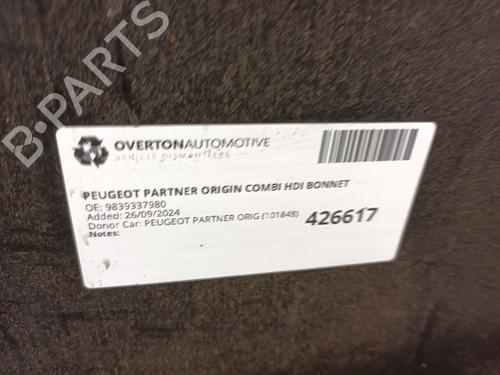 B-PARTS
OVERTONAUTOMOTIVE
VEHICLE DISMANTLERS
PEUGEOT PARTNER ORIGIN COMBI HDI BONNET
OE: 9839337980
Added: 26/09/2024
Donor Car: PEUGEOT PARTNER ORIG (101848)
Notes:
426617